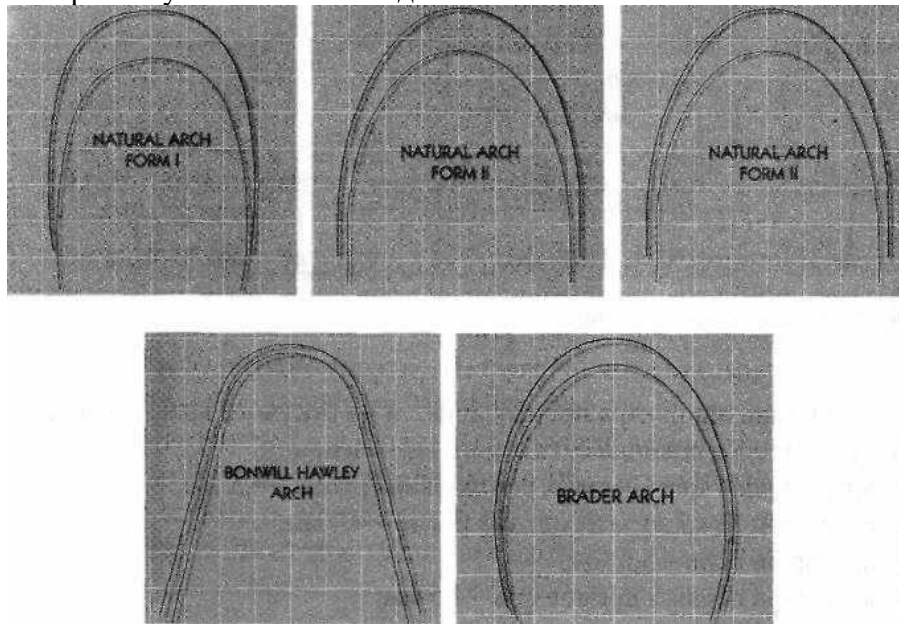 NATURAL ARCH
FORM I
NATURAL ARCH
FORM II
NATURAL ARCH
FORM II
BONWILL HAWLEY
ARCH
BRADER ARCH